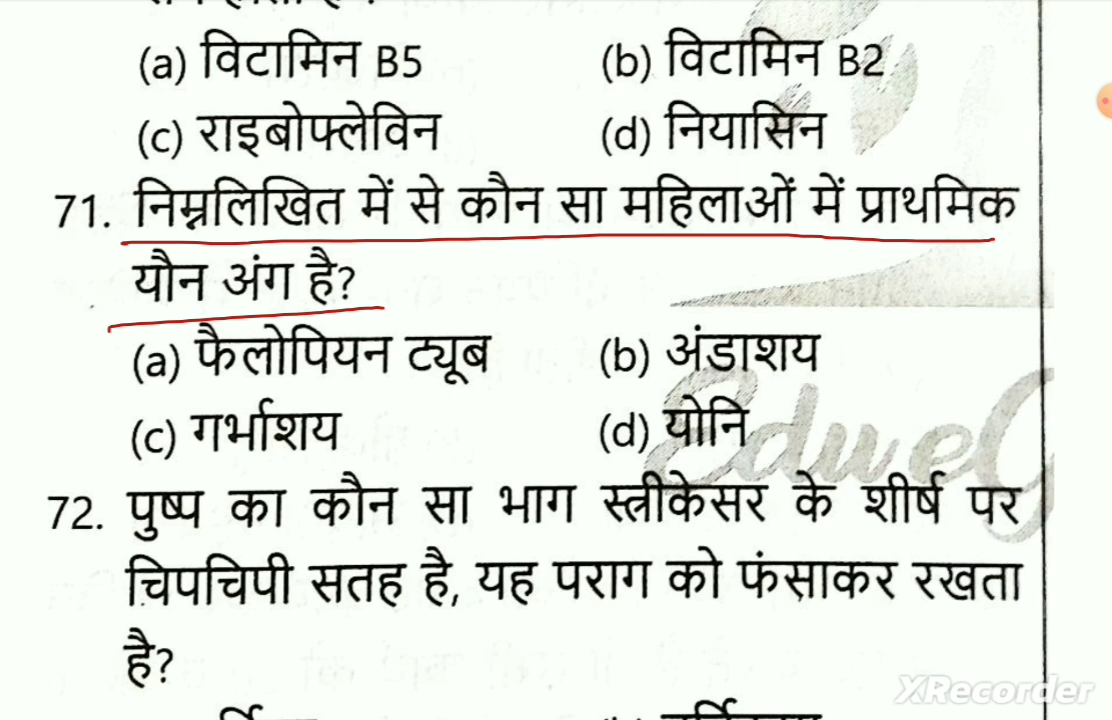 (a) विटामिन B5 (b) विटामिन B2
(c) राइबोफ्लेविन (d) नियासिन
71. निम्नलिखित में से कौन सा महिलाओं में प्राथमिक
यौन अंग है?
(a) फैलोपियन ट्यूब (b) अंडाशय
(c) गर्भाशय (d) योनि
72. पुष्प का कौन सा भाग स्त्रीकेसर के शीर्ष पर
चिपचिपी सतह है, यह पराग को फंसाकर रखता
है?
XRecorder